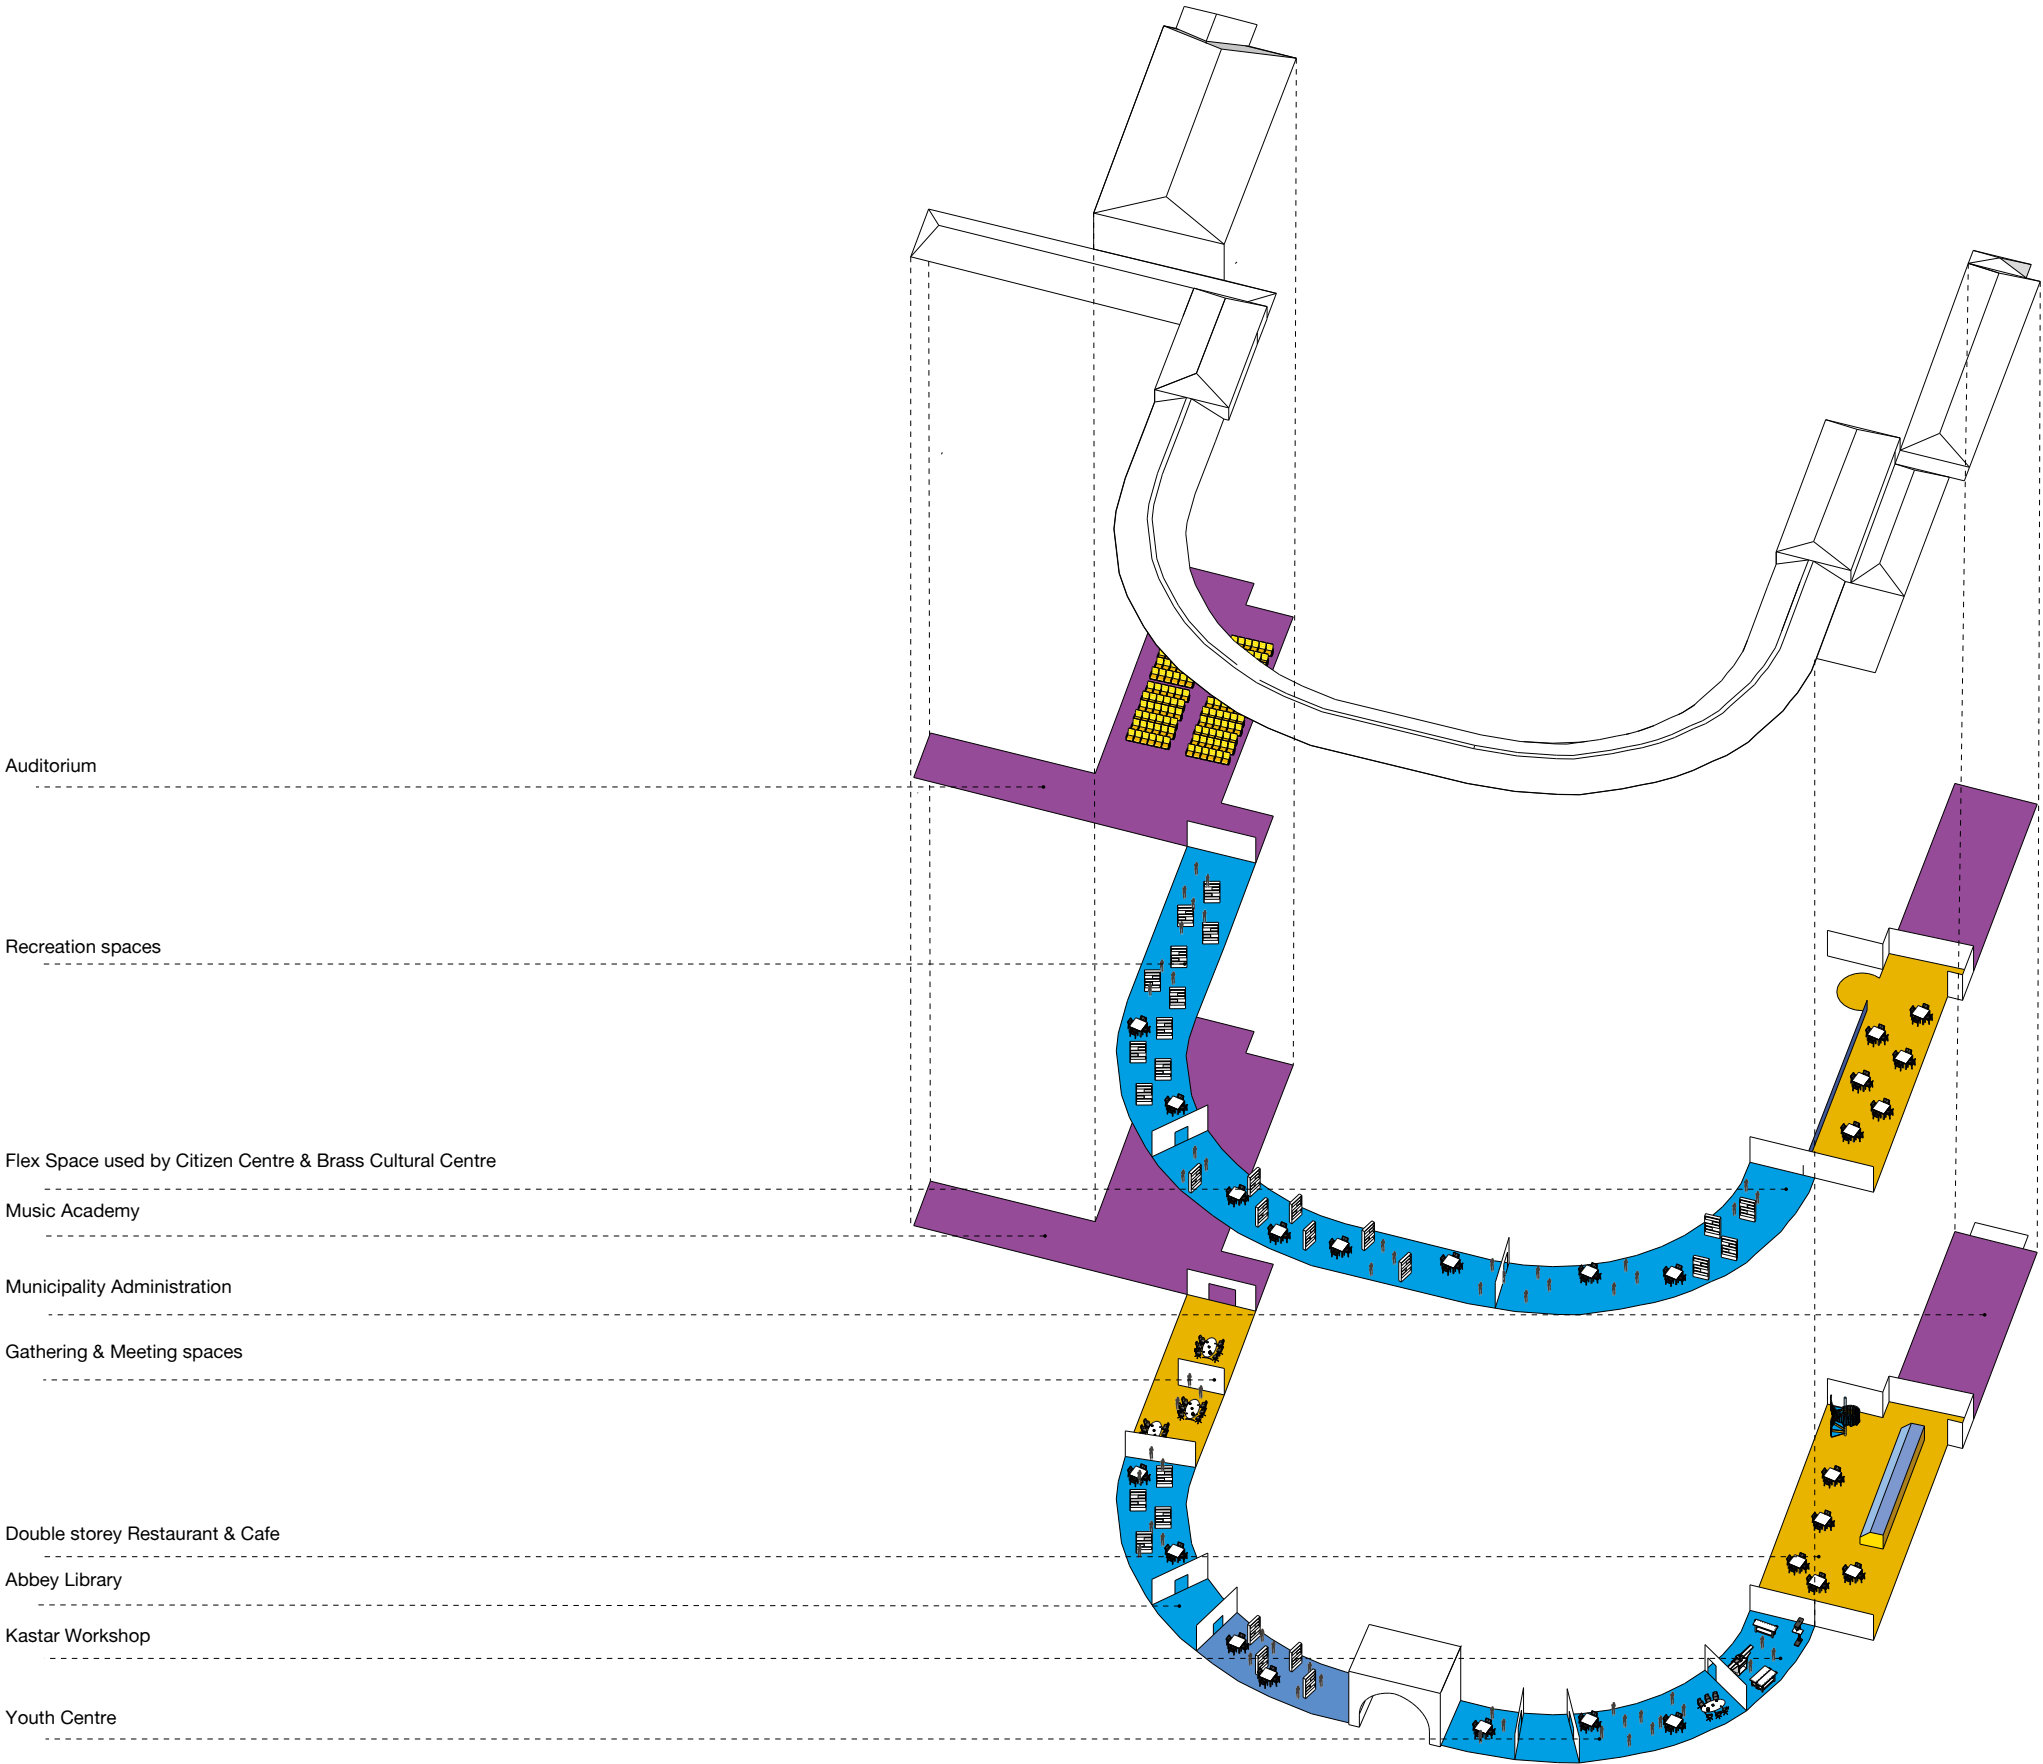 Auditorium
Recreation spaces
Flex Space used by Citizen Centre & Brass Cultural Centre
Music Academy
Municipality Administration
Gathering & Meeting spaces
Double storey Restaurant & Cafe
Abbey Library
Kastar Workshop
Youth Centre